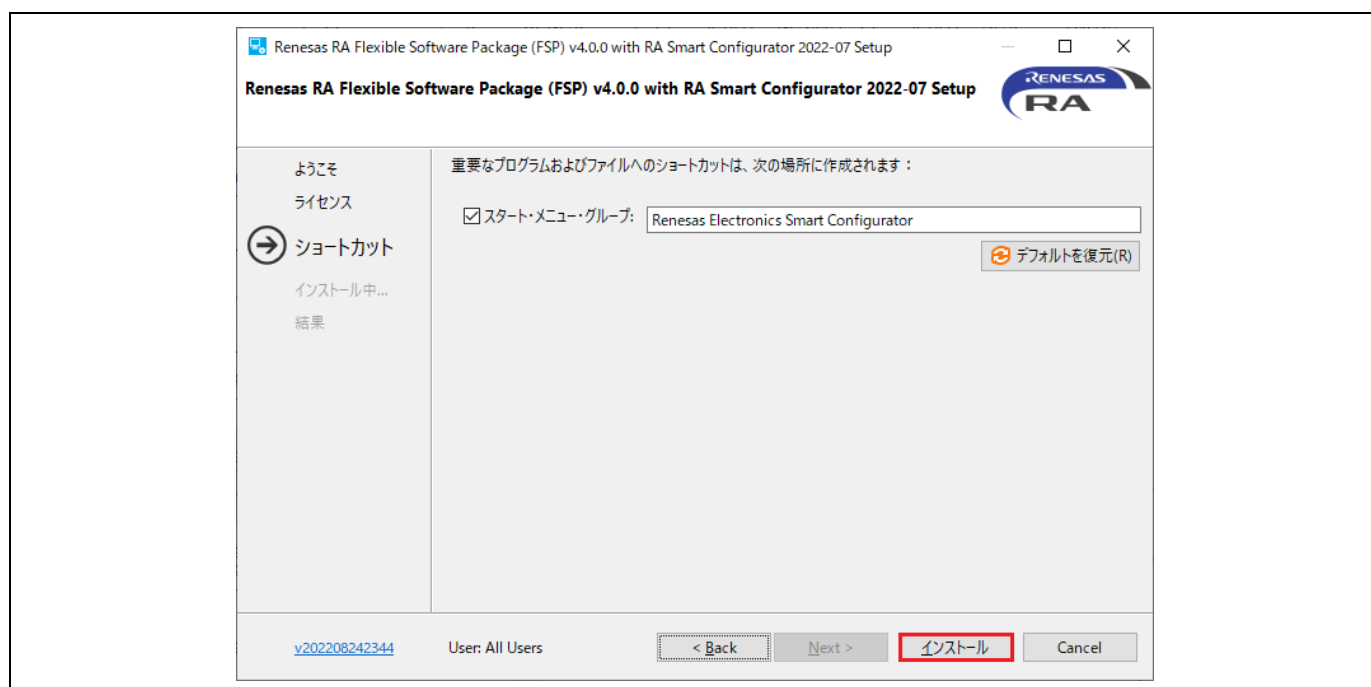 Renesas RA Flexible Software Package (FSP) v4.0.0 with RA Smart Configurator 2022-07 Setup
Renesas RA Flexible Software Package (FSP) v4.0.0 with RA Smart Configurator 2022-07 Setup
RENESAS
RA
ようこそ
ライセンス
ショートカット
インストール中...
結果
重要なプログラムおよびファイルへのショートカットは、次の場所に作成されます：
スタート・メニュー・グループ: Renesas Electronics Smart Configurator
デフォルトを復元(R)
v202208242344 User: All Users < Back Next > インストール Cancel